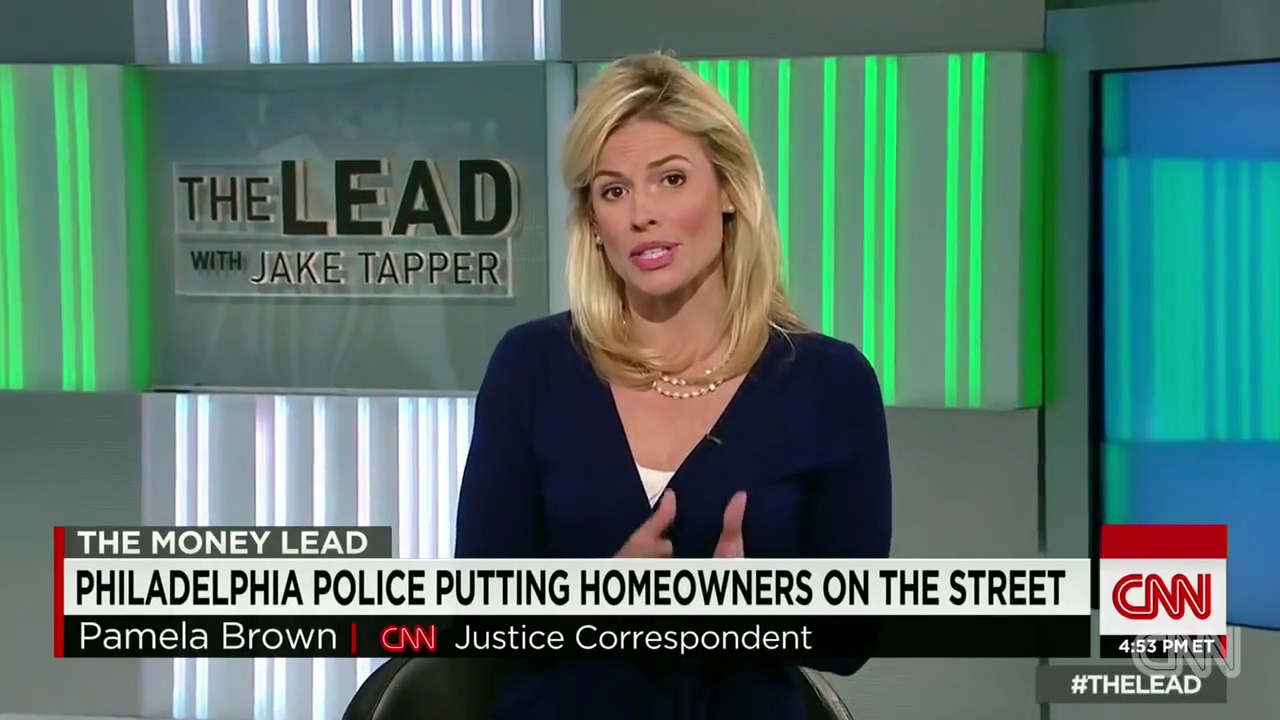 THE LEAD
WITH JAKE TAPPER
THE MONEY LEAD
PHILADELPHIA POLICE PUTTING HOMEOWNERS ON THE STREET
Pamela Brown | CNN Justice Correspondent
CNN
4:53 PM ET
CNN
#THELEAD